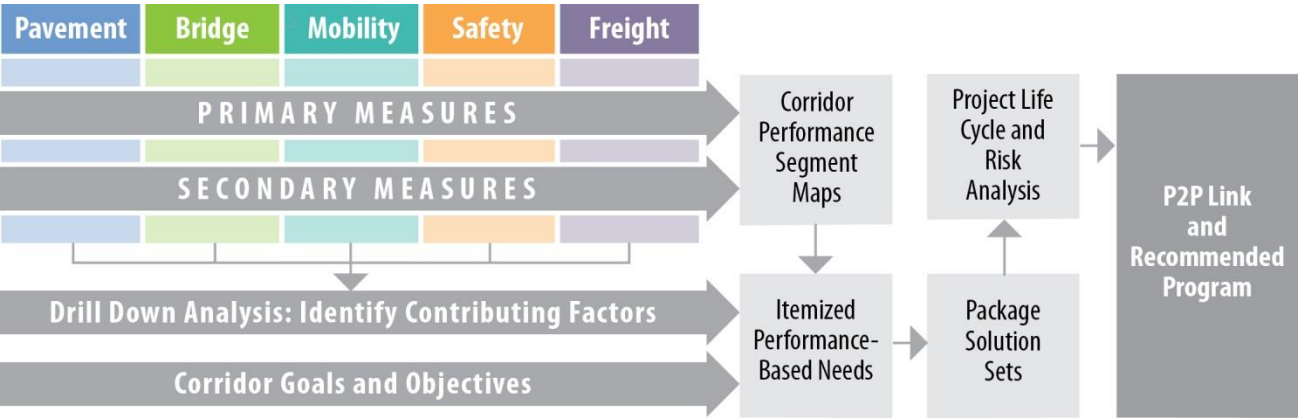 Pavement
Bridge
Mobility
Safety
Freight
PRIMARY MEASURES
SECONDARY MEASURES
Drill Down Analysis: Identify Contributing Factors
Corridor Goals and Objectives
Corridor
Performance
Segment
Maps
Itemized
Performance-
Based Needs
Package
Solution
Sets
Project Life
Cycle and
Risk
Analysis
P2P Link
and
Recommended
Program